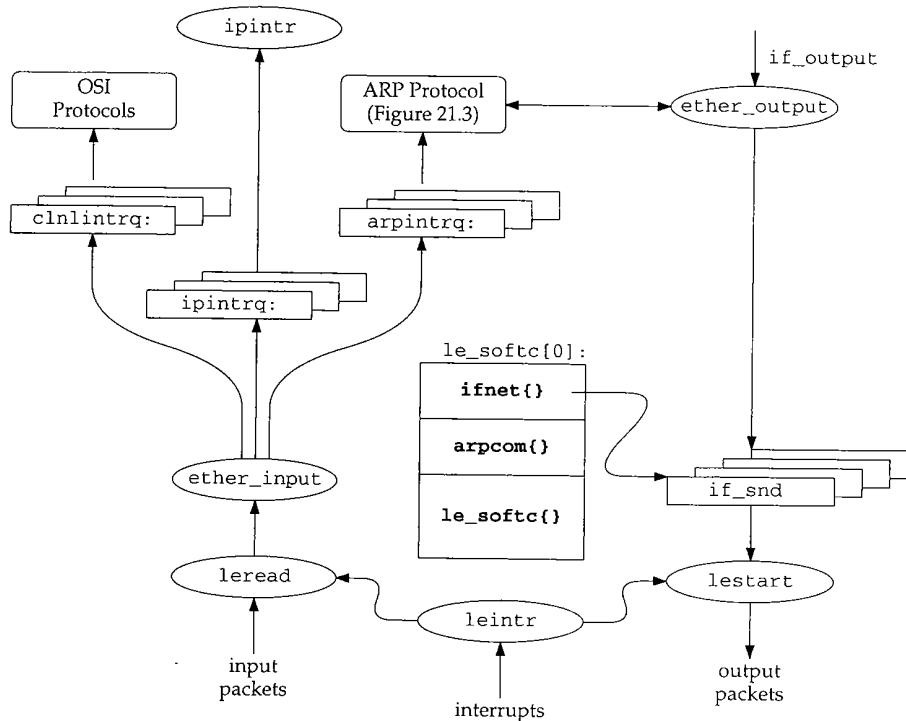 ipintr
if_output
OSI
Protocols
ARP Protocol
(Figure 21.3)
ether_output
clnlintrq:
arpintrq:
ipintrq:
le_softc[0]:
ifnet{}
arpcom{}
le_softc{}
ether_input
if_snd
leread
lestart
leintr
input
packets
output
packets
interrupts